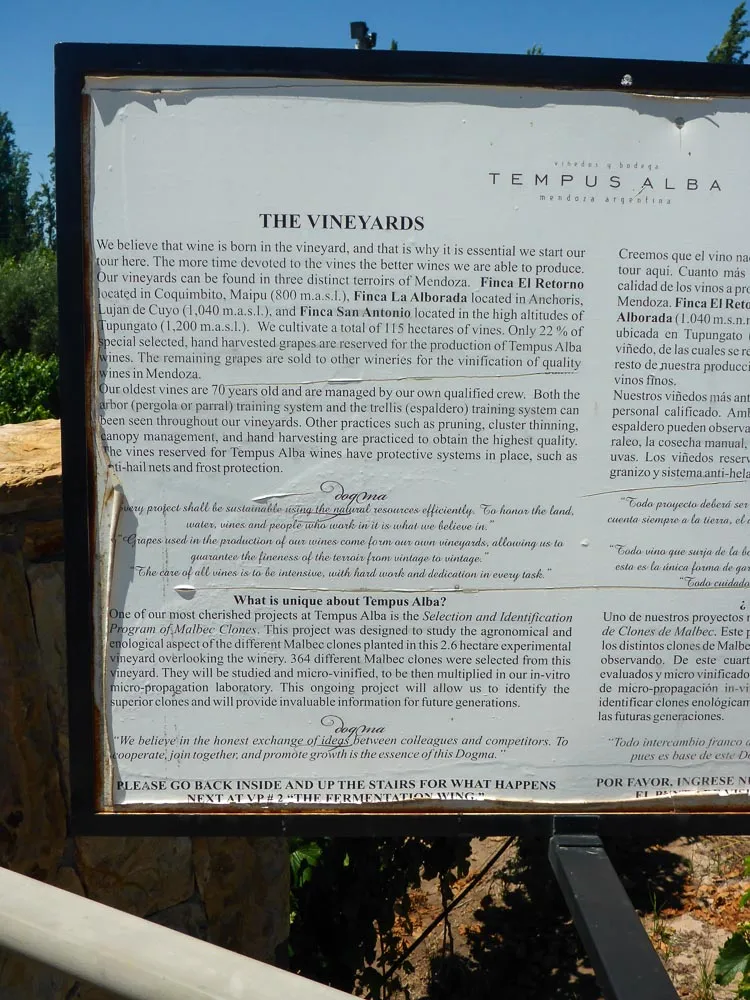 viñedos y bodega
TEMPUS ALBA
mendoza argentina
THE VINEYARDS
We believe that wine is born in the vineyard, and that is why it is essential we start our
tour here. The more time devoted to the vines the better wines we are able to produce.
Our vineyards can be found in three distinct terroirs of Mendoza. Finca El Retorno
located in Coquimbito, Maipu (800 m.a.s.l.), Finca La Alborada located in Anchoris,
Lujan de Cuyo (1,040 m.a.s.l.), and Finca San Antonio located in the high altitudes of
Tupungato (1,200 m.a.s.l.). We cultivate a total of 115 hectares of vines. Only 22 % of
special selected, hand harvested grapes are reserved for the production of Tempus Alba
wines. The remaining grapes are sold to other wineries for the vinification of quality
wines in Mendoza.
Our oldest vines are 70 years old and are managed by our own qualified crew. Both the
arbor (pergola or parral) training system and the trellis (espaldero) training system can
been seen throughout our vineyards. Other practices such as pruning, cluster thinning,
canopy management, and hand harvesting are practiced to obtain the highest quality.
The vines reserved for Tempus Alba wines have protective systems in place, such as
nti-hail nets and frost protection.
dogma
very project shall be sustainable using the natural resources efficiently. To honor the land,
water, vines and people who work in it is what we believe in."
"Grapes used in the production of our wines come form our own vineyards, allowing us to
guarantee the fineness of the terroir from vintage to vintage."
"The care of all vines is to be intensive, with hard work and dedication in every task."
What is unique about Tempus Alba?
One of our most cherished projects at Tempus Alba is the Selection and Identification
Program of Malbec Clones. This project was designed to study the agronomical and
enological aspect of the different Malbec clones planted in this 2.6 hectare experimental
vineyard overlooking the winery. 364 different Malbec clones were selected from this
vineyard. They will be studied and micro-vinified, to be then multiplied in our in-vitro
micro-propagation laboratory. This ongoing project will allow us to identify the
superior clones and will provide invaluable information for future generations.
dogma
"We believe in the honest exchange of ideas between colleagues and competitors. To
cooperate, join together, and promote growth is the essence of this Dogma."
PLEASE GO BACK INSIDE AND UP THE STAIRS FOR WHAT HAPPENS
NEXT AT VP # 2 "THE FERMENTATION WING"
Creemos que el vino na
tour aquí. Cuanto más
calidad de los vinos a pro
Mendoza. Finca El Reto
Alborada (1.040 m.s.n.
ubicada en Tupungato (
viñedo, de las cuales se re
resto de nuestra producci
vinos finos.
Nuestros viñedos más ant
personal calificado. Am
espaldero pueden observa
raleo, la cosecha manual,
uvas. Los viñedos reserv
granizo y sistema anti-hela
"Todo proyecto deberá ser
cuenta siempre a la tierra, el
"Todo vino que surja de la b
esta es la única forma de gar
"Todo cuidado
¿
Uno de nuestros proyectos
de Clones de Malbec. Este p
los distintos clones de Malbe
observando. De este cuart
evaluados y micro vinificado
de micro-propagación in-vi
identificar clones enológicam
las futuras generaciones.
"Todo intercambio franco d
pues es base de este Do
POR FAVOR, INGRESE N